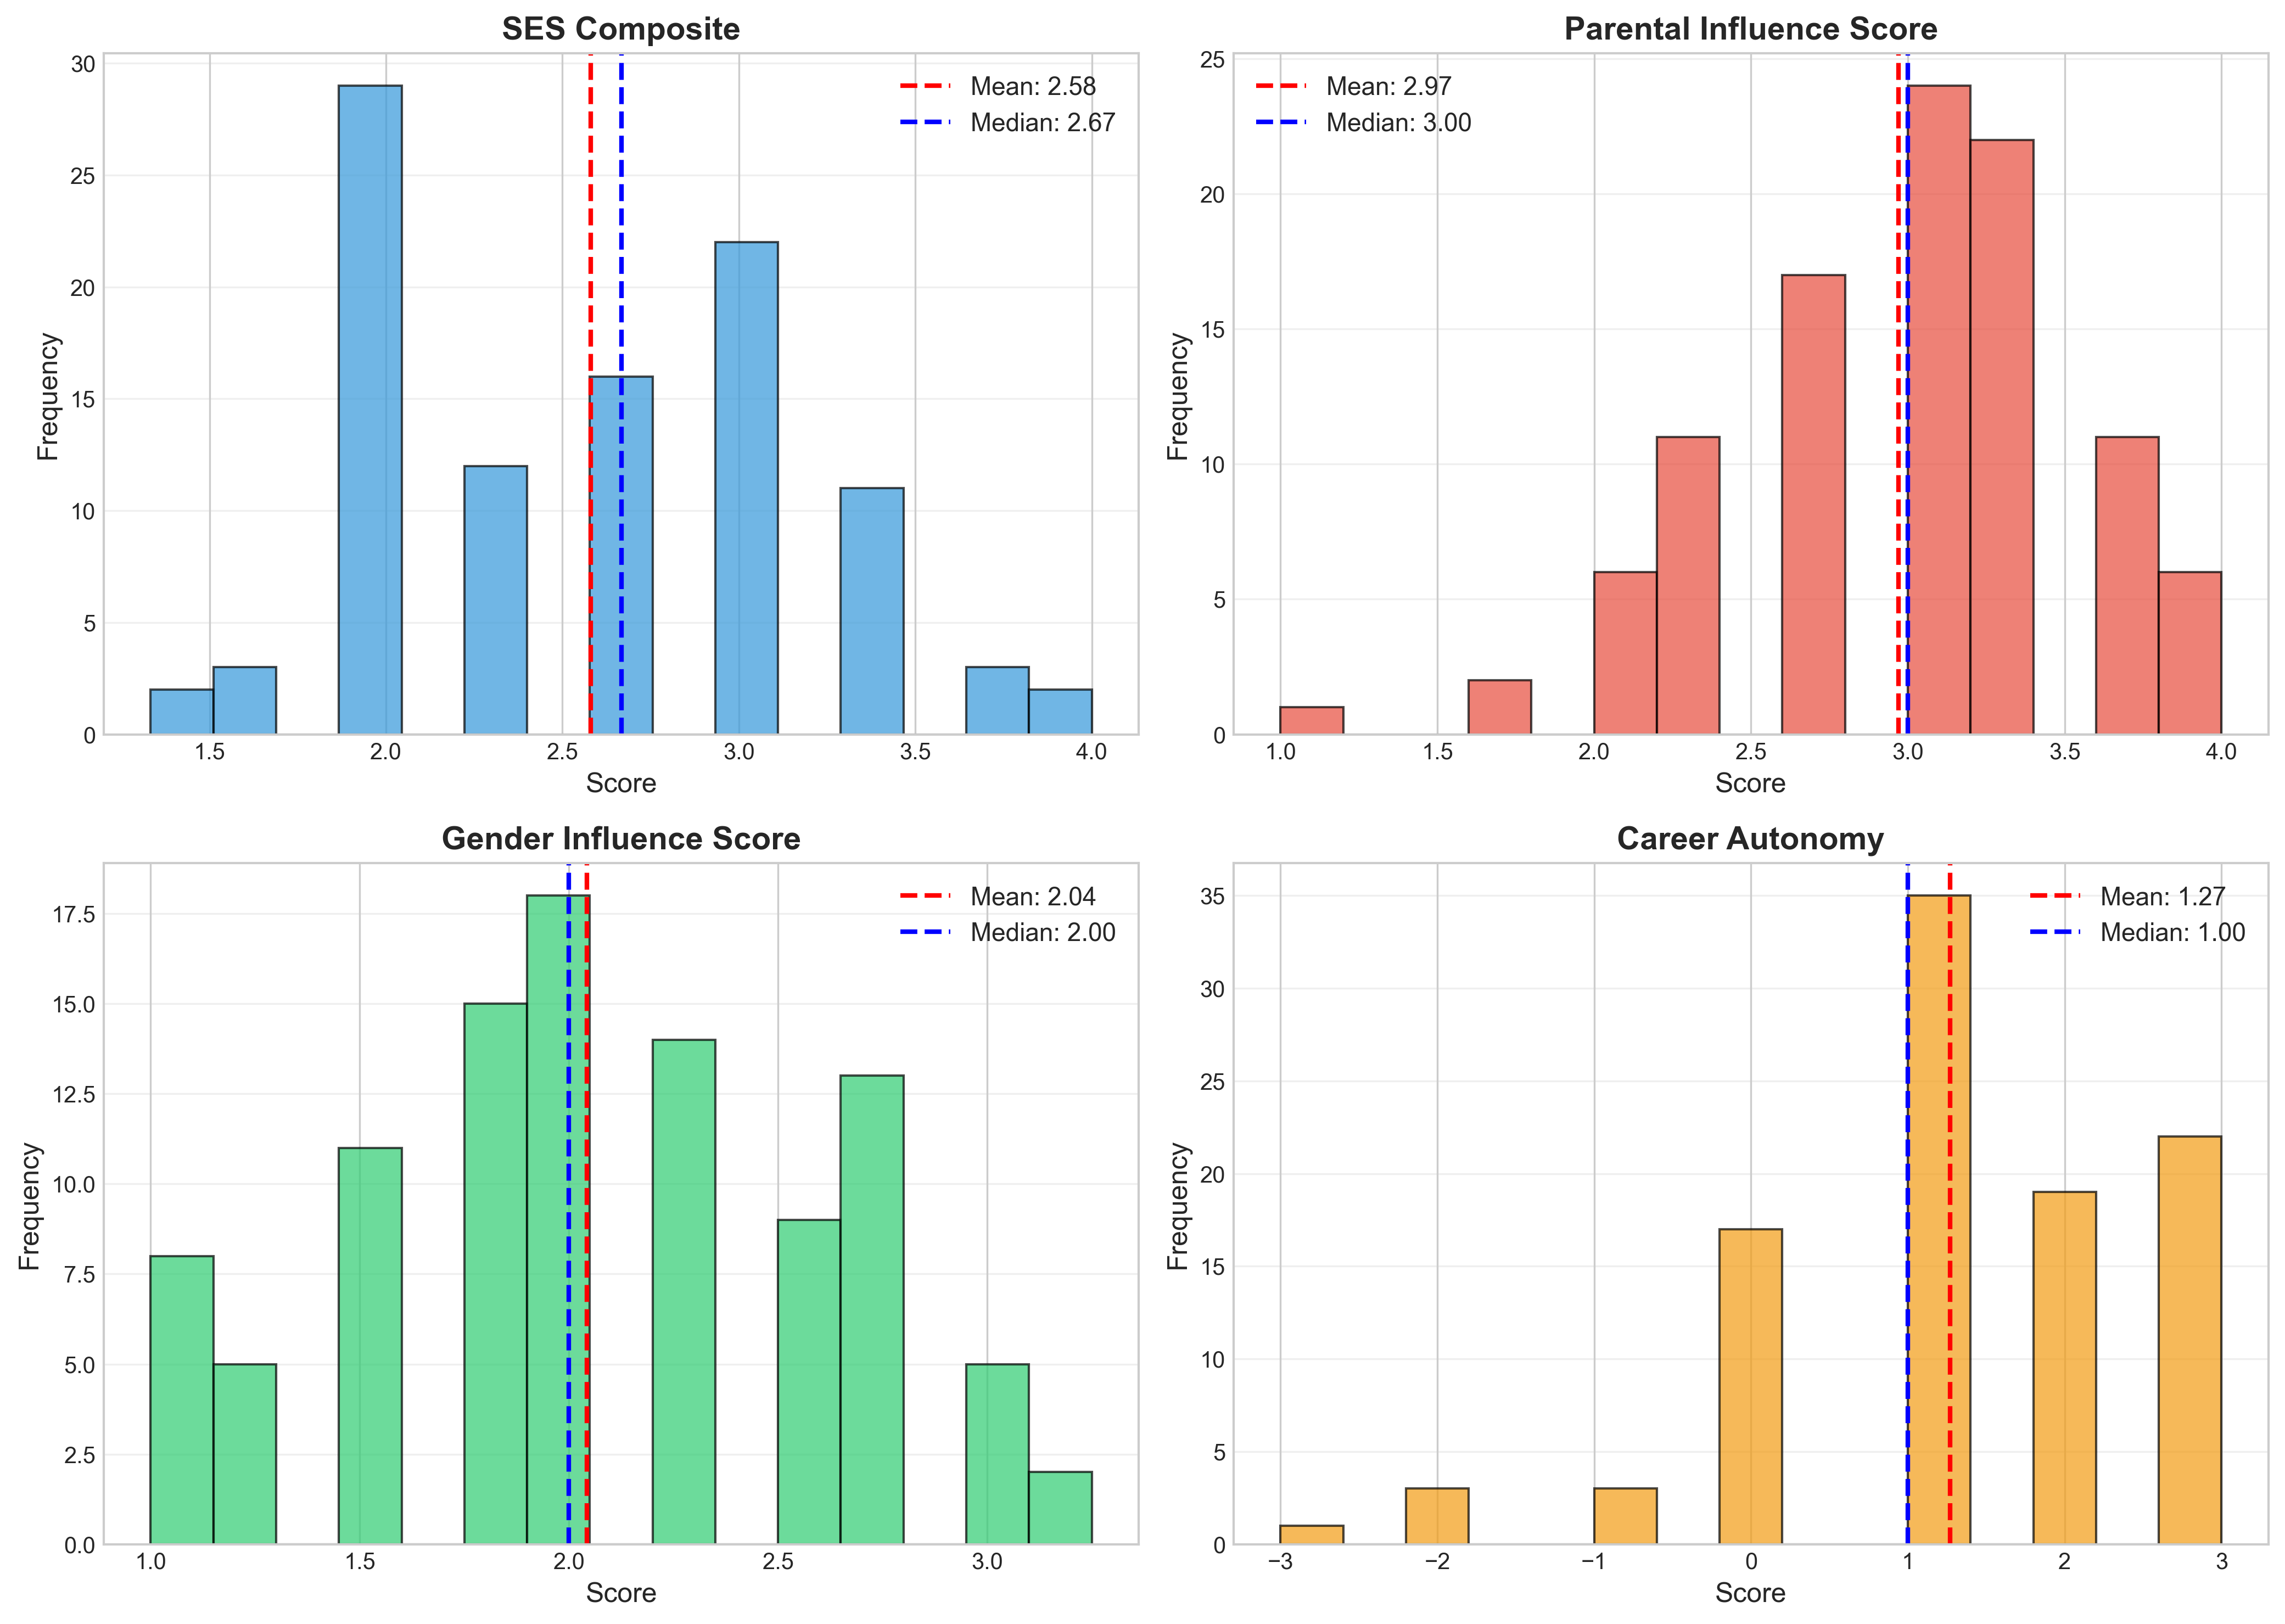 SES Composite
Mean: 2.58
Median: 2.67
30
25
20
15
10
5
0
Frequency
1.5 2.0 2.5 3.0 3.5 4.0
Score
Parental Influence Score
Mean: 2.97
Median: 3.00
25
20
15
10
5
0
Frequency
1.0 1.5 2.0 2.5 3.0 3.5 4.0
Score
Gender Influence Score
Mean: 2.04
Median: 2.00
17.5
15.0
12.5
10.0
7.5
5.0
2.5
0.0
Frequency
1.0 1.5 2.0 2.5 3.0
Score
Career Autonomy
Mean: 1.27
Median: 1.00
35
30
25
20
15
10
5
0
Frequency
−3 −2 −1 0 1 2 3
Score